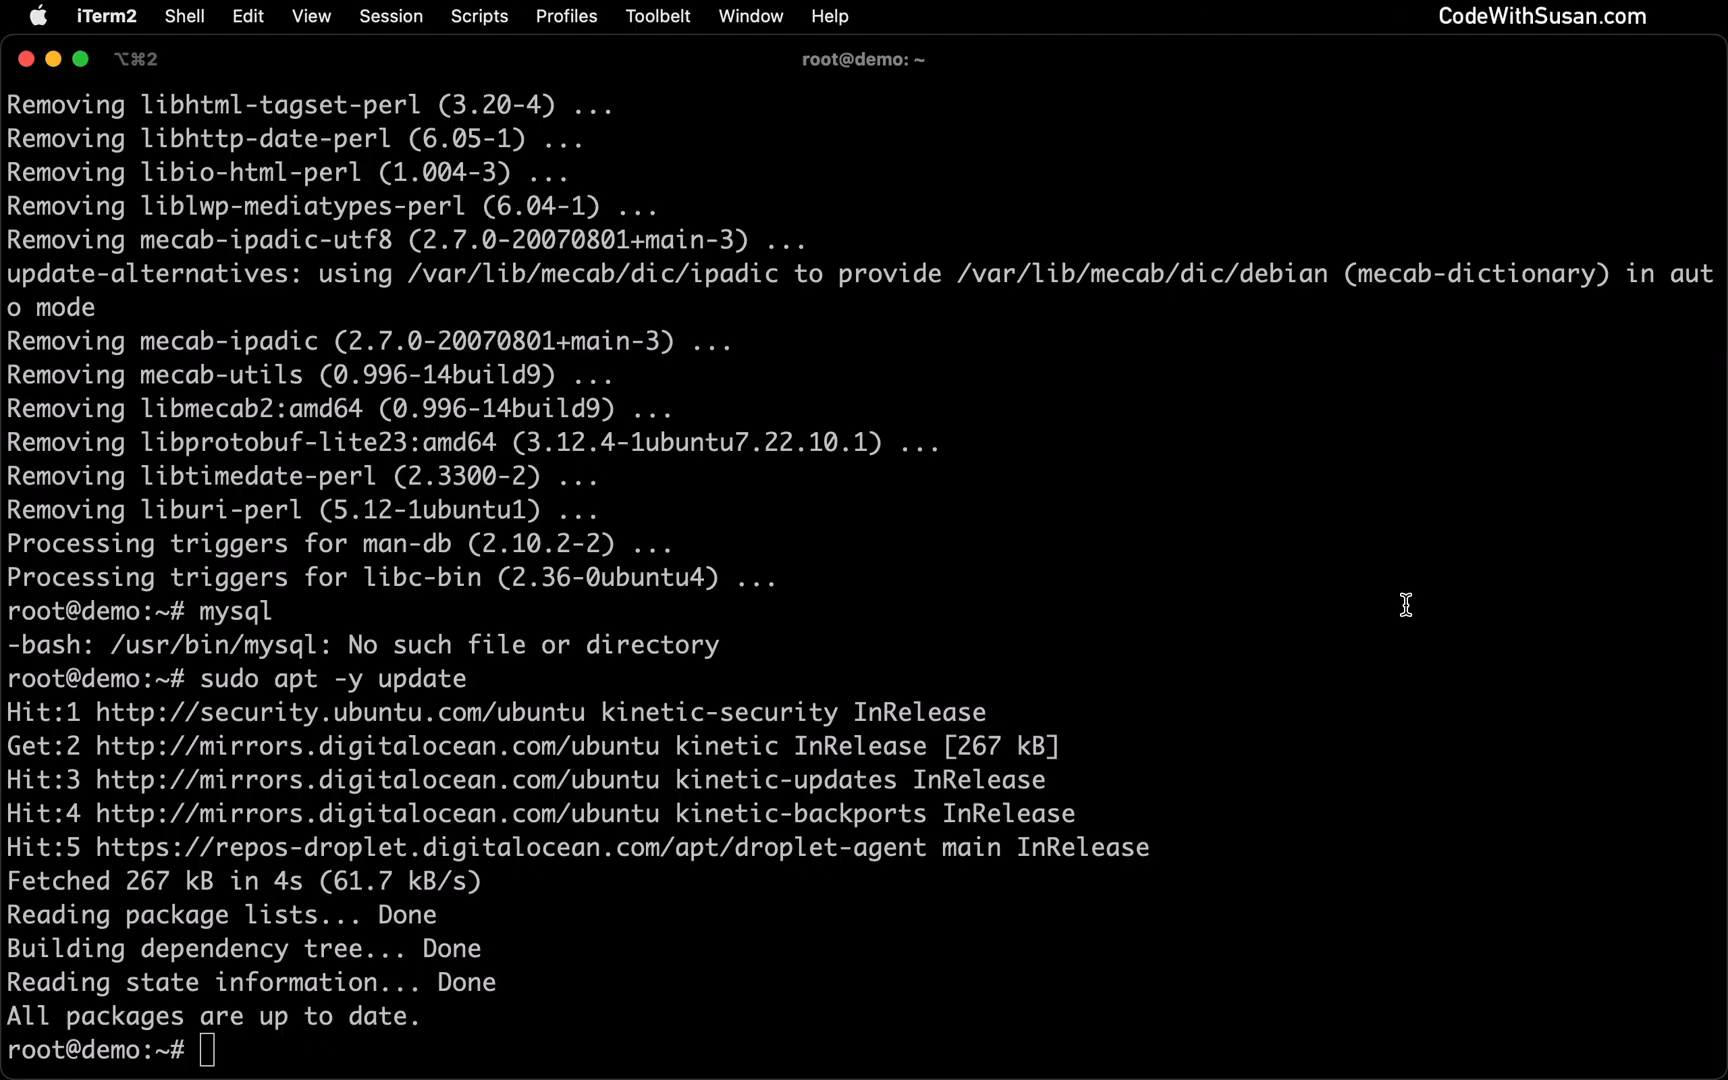 iTerm2 Shell Edit View Session Scripts Profiles Toolbelt Window Help CodeWithSusan.com
⌥⌘2 root@demo: ~
Removing libhtml-tagset-perl (3.20-4) ...
Removing libhttp-date-perl (6.05-1) ...
Removing libio-html-perl (1.004-3) ...
Removing liblwp-mediatypes-perl (6.04-1) ...
Removing mecab-ipadic-utf8 (2.7.0-20070801+main-3) ...
update-alternatives: using /var/lib/mecab/dic/ipadic to provide /var/lib/mecab/dic/debian (mecab-dictionary) in aut
o mode
Removing mecab-ipadic (2.7.0-20070801+main-3) ...
Removing mecab-utils (0.996-14build9) ...
Removing libmecab2:amd64 (0.996-14build9) ...
Removing libprotobuf-lite23:amd64 (3.12.4-1ubuntu7.22.10.1) ...
Removing libtimedate-perl (2.3300-2) ...
Removing liburi-perl (5.12-1ubuntu1) ...
Processing triggers for man-db (2.10.2-2) ...
Processing triggers for libc-bin (2.36-0ubuntu4) ...
root@demo:~# mysql
-bash: /usr/bin/mysql: No such file or directory
root@demo:~# sudo apt -y update
Hit:1 http://security.ubuntu.com/ubuntu kinetic-security InRelease
Get:2 http://mirrors.digitalocean.com/ubuntu kinetic InRelease [267 kB]
Hit:3 http://mirrors.digitalocean.com/ubuntu kinetic-updates InRelease
Hit:4 http://mirrors.digitalocean.com/ubuntu kinetic-backports InRelease
Hit:5 https://repos-droplet.digitalocean.com/apt/droplet-agent main InRelease
Fetched 267 kB in 4s (61.7 kB/s)
Reading package lists... Done
Building dependency tree... Done
Reading state information... Done
All packages are up to date.
root@demo:~#